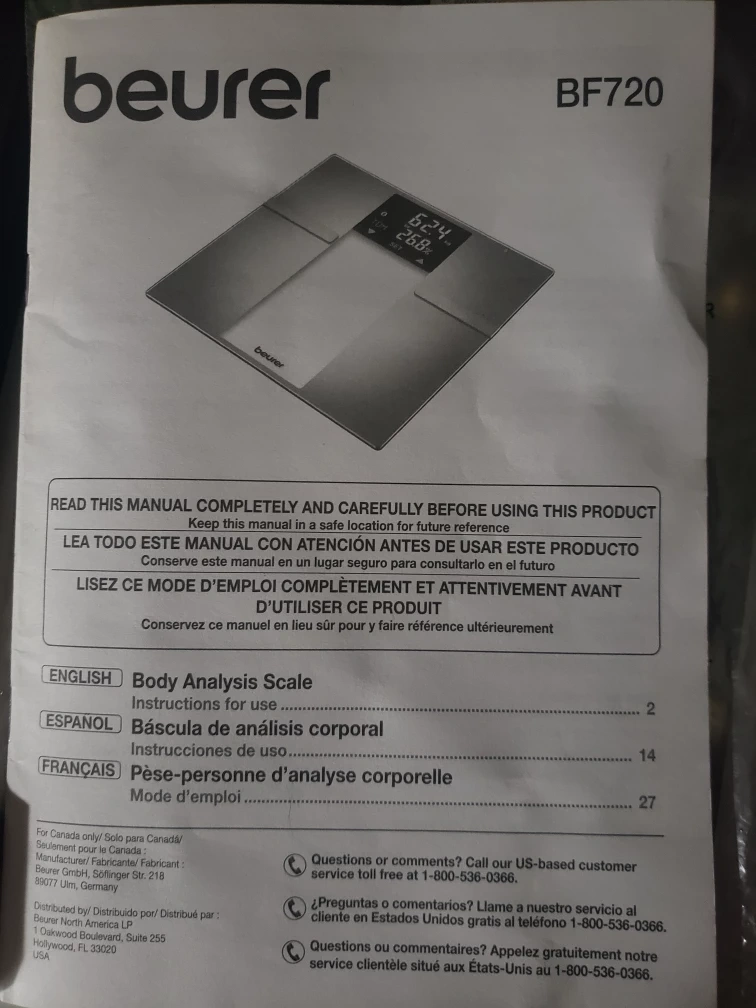 beurer
BF720
62.4
26.8
SET
beurer
READ THIS MANUAL COMPLETELY AND CAREFULLY BEFORE USING THIS PRODUCT
Keep this manual in a safe location for future reference
LEA TODO ESTE MANUAL CON ATENCIÓN ANTES DE USAR ESTE PRODUCTO
Conserve este manual en un lugar seguro para consultarlo en el futuro
LISEZ CE MODE D'EMPLOI COMPLÈTEMENT ET ATTENTIVEMENT AVANT
D'UTILISER CE PRODUIT
Conservez ce manuel en lieu sûr pour y faire référence ultérieurement
ENGLISH Body Analysis Scale
Instructions for use ........ 2
ESPAÑOL Báscula de análisis corporal
Instrucciones de uso........ 14
FRANÇAIS Pèse-personne d'analyse corporelle
Mode d'emploi ........ 27
For Canada only/ Solo para Canadá/
Seulement pour le Canada :
Manufacturer/ Fabricante/ Fabricant :
Beurer GmbH, Söflinger Str. 218
89077 Ulm, Germany
Distributed by/ Distribuido por/ Distribué par :
Beurer North America LP
1 Oakwood Boulevard, Suite 255
Hollywood, FL 33020
USA
Questions or comments? Call our US-based customer
service toll free at 1-800-536-0366.
¿Preguntas o comentarios? Llame a nuestro servicio al
cliente en Estados Unidos gratis al teléfono 1-800-536-0366.
Questions ou commentaires? Appelez gratuitement notre
service clientèle situé aux États-Unis au 1-800-536-0366.